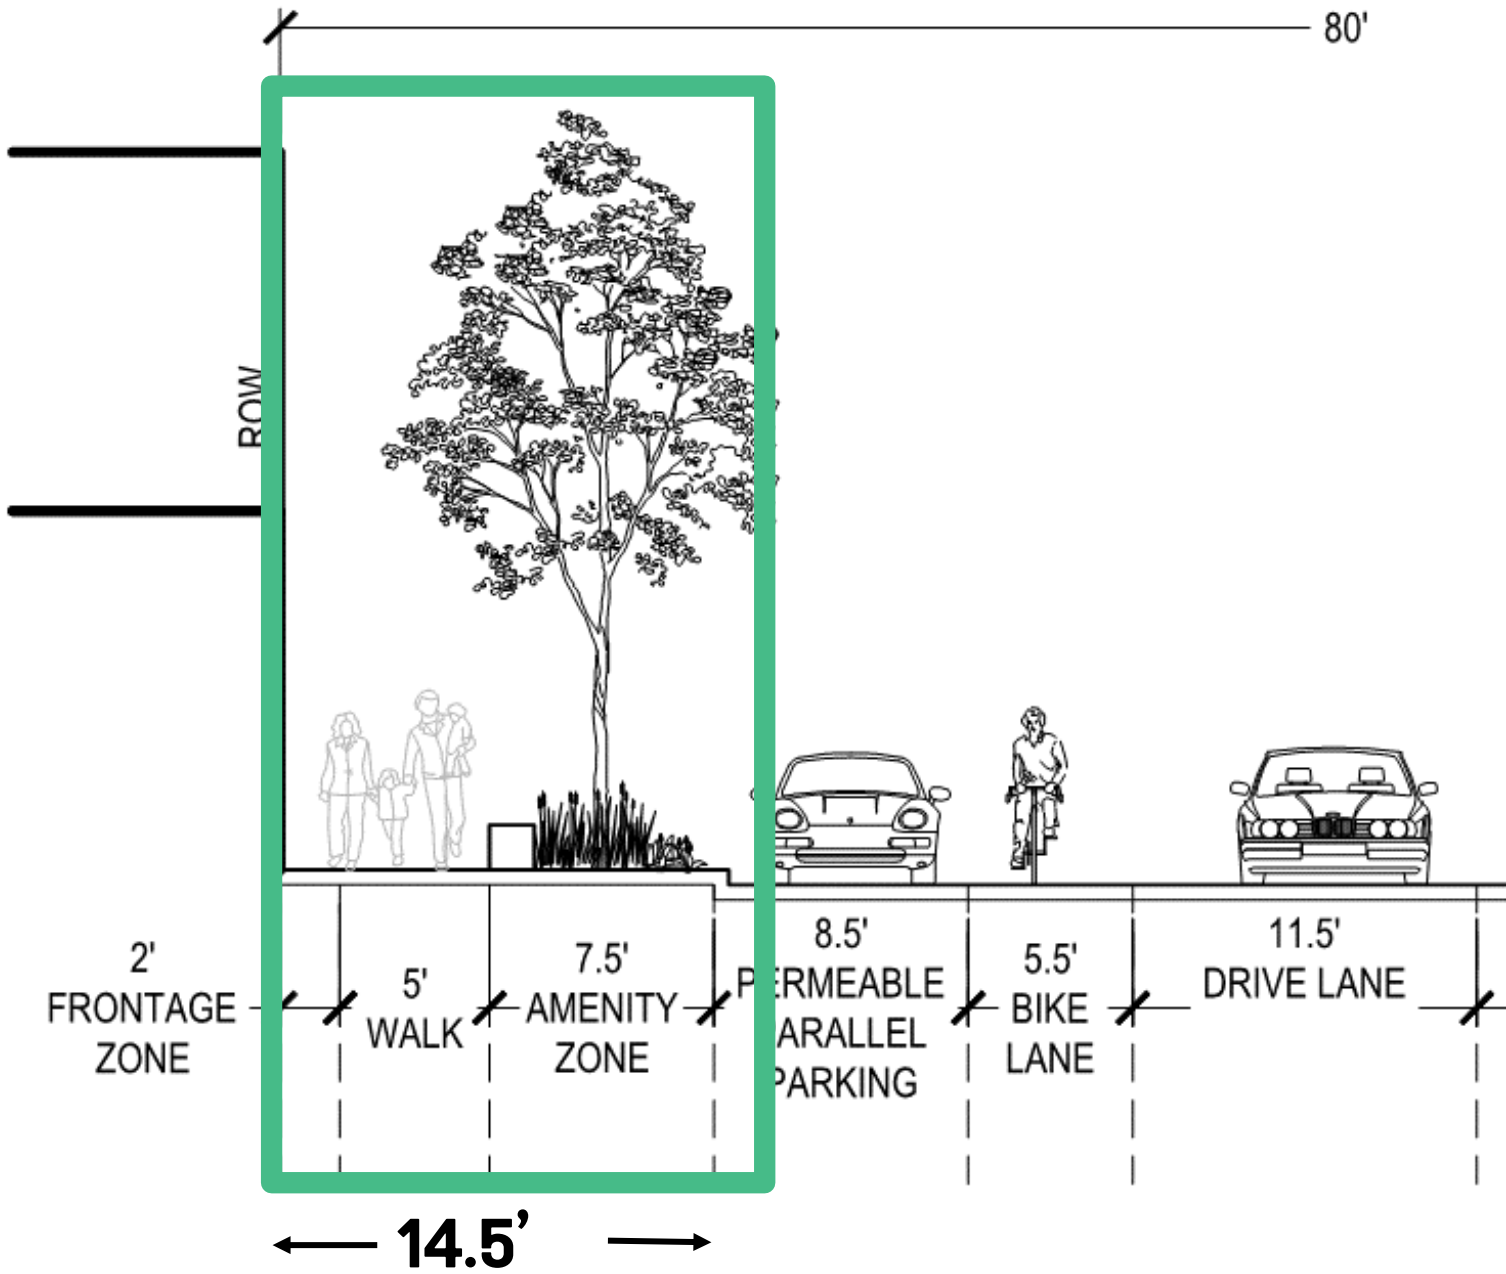 80'
ROW
2'
FRONTAGE
ZONE
5'
WALK
7.5'
AMENITY
ZONE
8.5'
PERMEABLE
ARALLEL
PARKING
5.5'
BIKE
LANE
11.5'
DRIVE LANE
14.5’